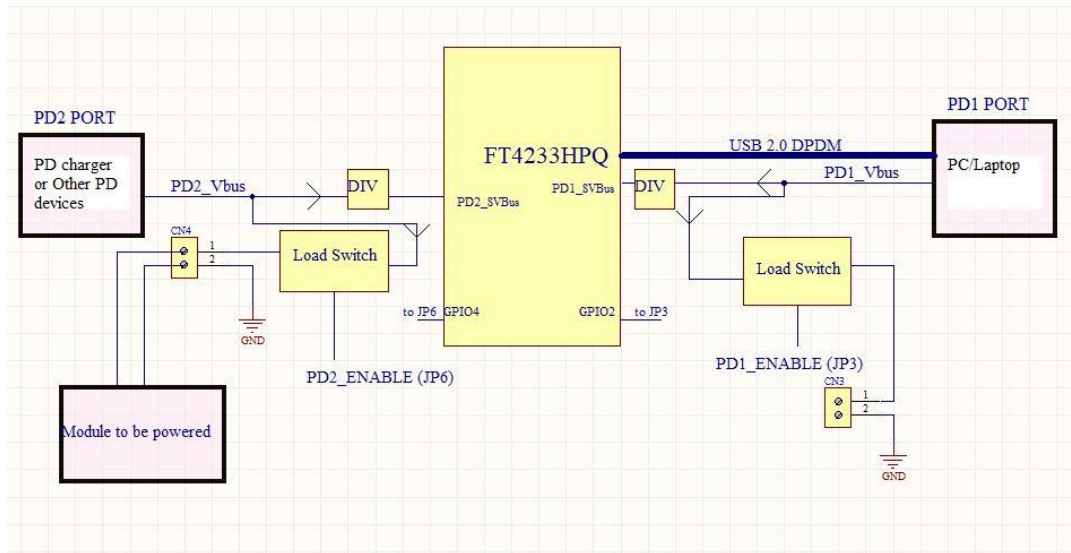 PD2 PORT
PD charger
or Other PD
devices
PD2_Vbus
DIV
PD2_SVBus
CN4
1
2
Load Switch
GND
to JP6
GPIO4
PD2_ENABLE (JP6)
Module to be powered
FT4233HPQ
USB 2.0 DPDM
PD1 PORT
PC/Laptop
PD1_SVBus
DIV
PD1_Vbus
Load Switch
GPIO2
to JP3
PD1_ENABLE (JP3)
CN3
1
2
GND